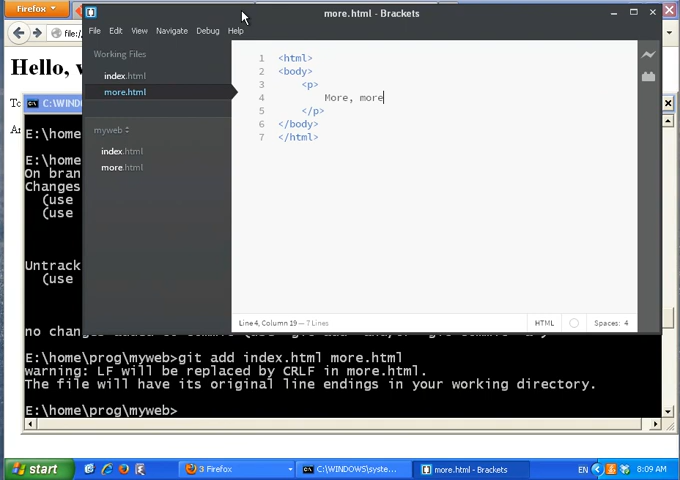 Firefox
more.html - Brackets
File Edit View Navigate Debug Help
file:/
Hello,
To
Working Files
index.html
more.html
myweb
index.html
more.html
1 <html>
2 <body>
3 <p>
4 More, more
5 </p>
6 </body>
7 </html>
Line 4, Column 19 — 7 Lines
HTML
Spaces: 4
C:\WIN
E:\home
E:\home
On bran
Changes
(use
(use
Untrack
(use
E:\home\prog\myweb>git add index.html more.html
warning: LF will be replaced by CRLF in more.html.
The file will have its original line endings in your working directory.
E:\home\prog\myweb>
start
3 Firefox
C:\WINDOWS\syste...
more.html - Brackets
EN
8:09 AM